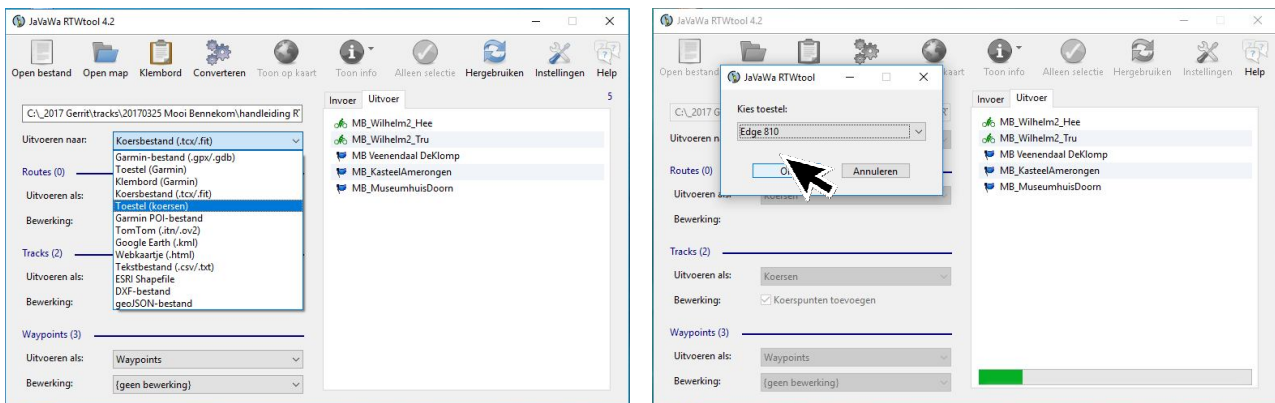 JaVaWa RTWtool 4.2
Open bestand Open map Klembord Converteren Toon op kaart Toon info Alleen selectie Hergebruiken Instellingen Help
C:\_2017 Gerrit\tracks\20170325 Mooi Bennekom\handleiding
Uitvoeren naar: Koersbestand (.tcx/.fit)
Garmin-bestand (.gpx/.gdb)
Toestel (Garmin)
Klembord (Garmin)
Koersbestand (.tcx/.fit)
Toestel (koersen)
Garmin POI-bestand
TomTom (.itn/.ov2)
Google Earth (.kml)
Webkaartje (.html)
Tekstbestand (.csv/.txt)
ESRI Shapefile
DXF-bestand
geoJSON-bestand
Routes (0)
Uitvoeren als:
Bewerking:
Tracks (2)
Uitvoeren als:
Bewerking:
Waypoints (3)
Uitvoeren als: Waypoints
Bewerking: {geen bewerking}
Invoer Uitvoer 5
MB_Wilhelm2_Hee
MB_Wilhelm2_Tru
MB Veenendaal DeKlomp
MB_KasteelAmerongen
MB_MuseumhuisDoorn
JaVaWa RTWtool 4.2
Open bestand Toon info Alleen selectie Hergebruiken Instellingen Help
JaVaWa RTWtool
Kies toestel:
Edge 810
Annuleren
C:\_2017 G
Uitvoeren
Routes (0)
Uitvoeren als: Koersen
Bewerking:
Tracks (2)
Uitvoeren als: Koersen
Bewerking: Koerspunten toevoegen
Waypoints (3)
Uitvoeren als: Waypoints
Bewerking: {geen bewerking}
Invoer Uitvoer
MB_Wilhelm2_Hee
MB_Wilhelm2_Tru
MB Veenendaal DeKlomp
MB_KasteelAmerongen
MB_MuseumhuisDoorn